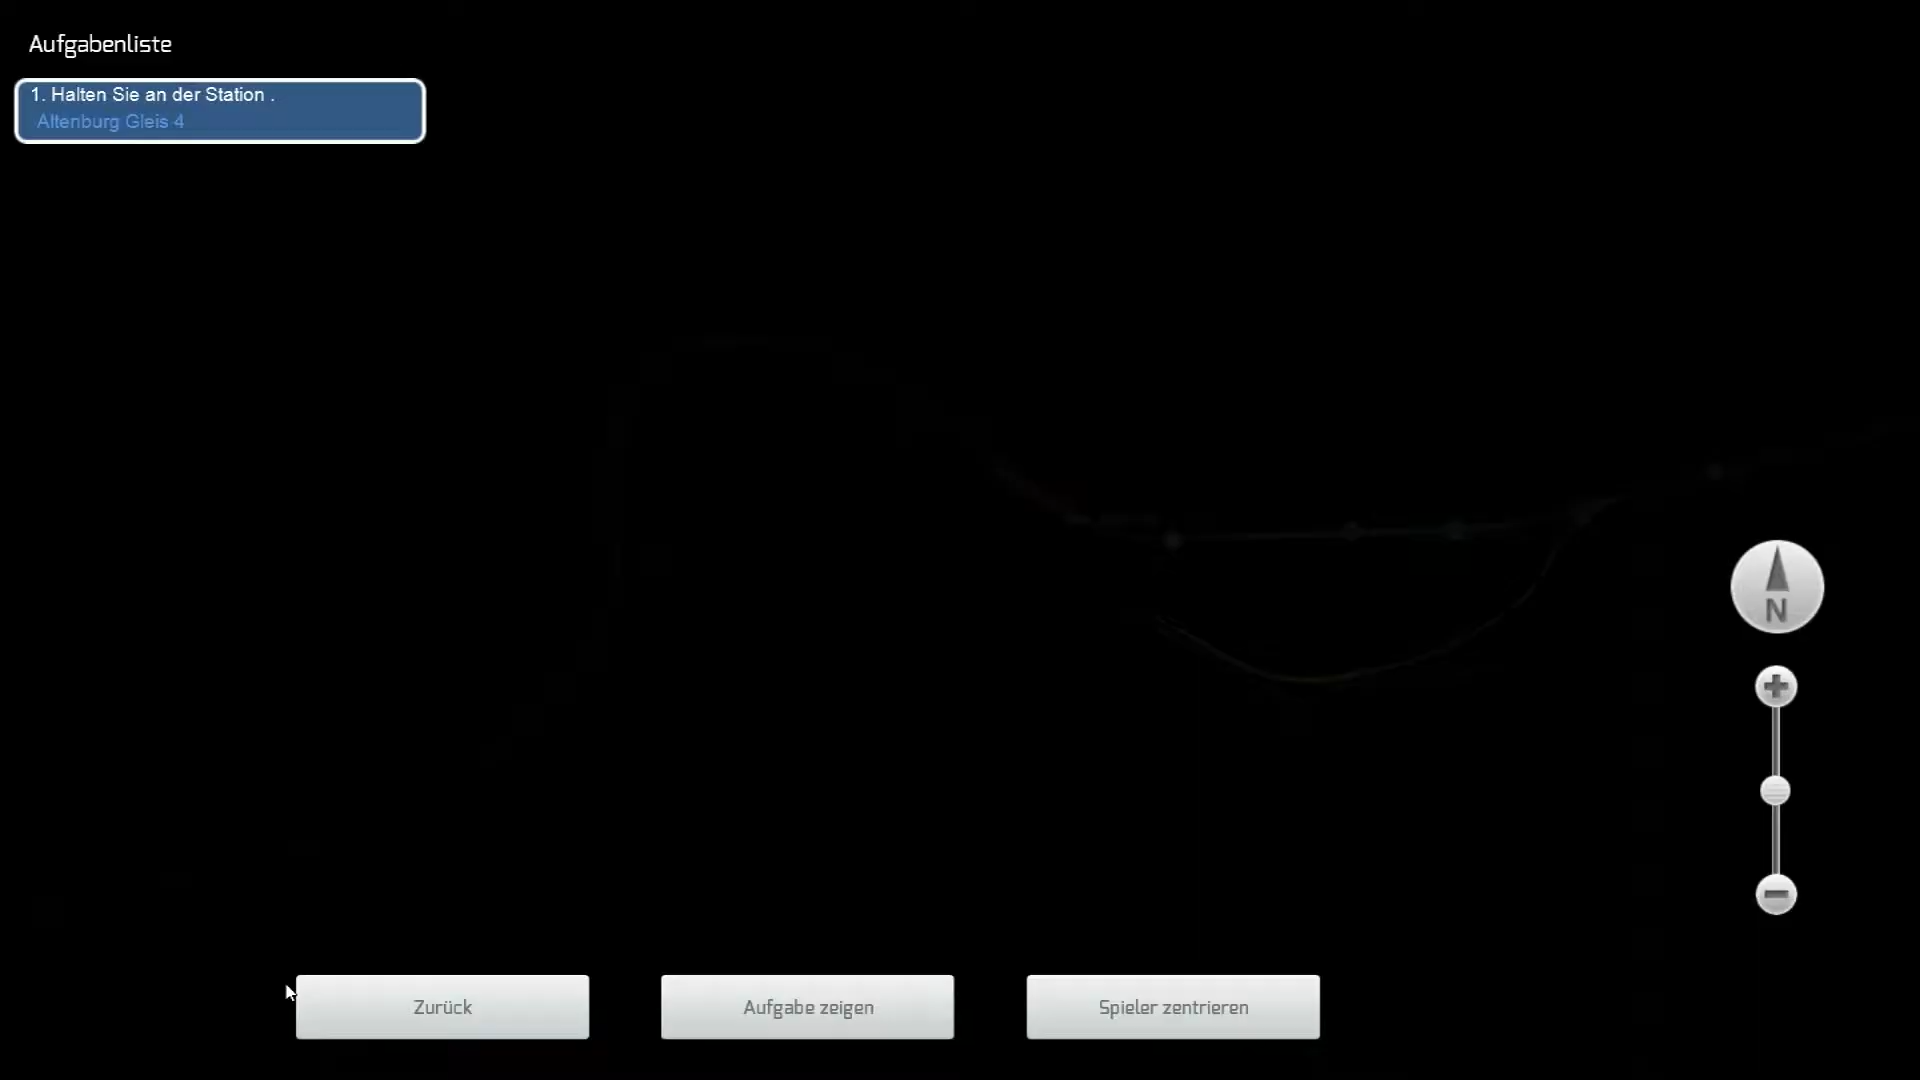 Aufgabenliste
1. Halten Sie an der Station .
Altenburg Gleis 4
N
Zurück
Aufgabe zeigen
Spieler zentrieren